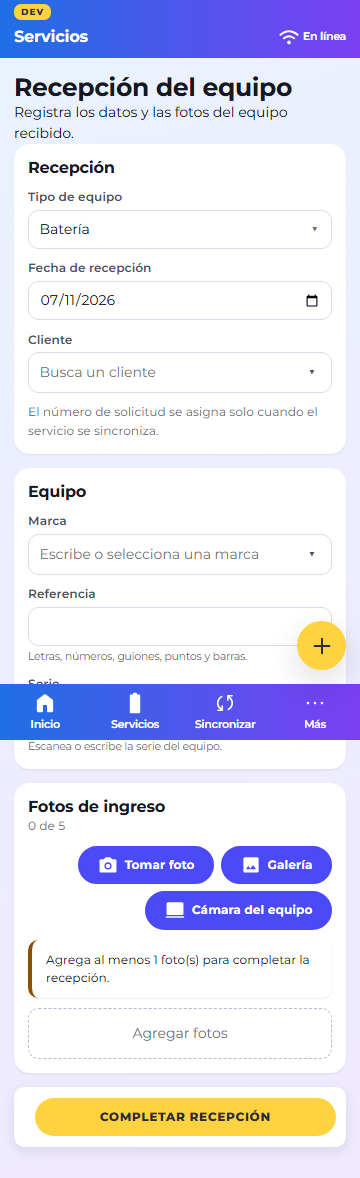 DEV
Servicios
En línea
Recepción del equipo
Registra los datos y las fotos del equipo
recibido.
Recepción
Tipo de equipo
Batería
Fecha de recepción
07/11/2026
Cliente
Busca un cliente
El número de solicitud se asigna solo cuando el
servicio se sincroniza.
Equipo
Marca
Escribe o selecciona una marca
Referencia
Letras, números, guiones, puntos y barras.
Serie
Inicio
Servicios
Sincronizar
Más
Escanea o escribe la serie del equipo.
Fotos de ingreso
0 de 5
Tomar foto
Galería
Cámara del equipo
Agrega al menos 1 foto(s) para completar la
recepción.
Agregar fotos
COMPLETAR RECEPCIÓN